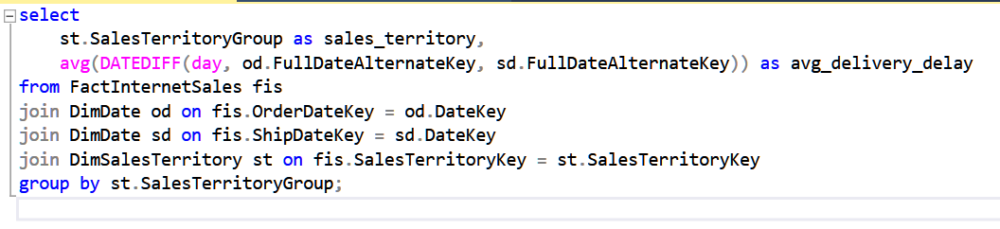 select
    st.SalesTerritoryGroup as sales_territory,
    avg(DATEDIFF(day, od.FullDateAlternateKey, sd.FullDateAlternateKey)) as avg_delivery_delay
from FactInternetSales fis
join DimDate od on fis.OrderDateKey = od.DateKey
join DimDate sd on fis.ShipDateKey = sd.DateKey
join DimSalesTerritory st on fis.SalesTerritoryKey = st.SalesTerritoryKey
group by st.SalesTerritoryGroup;